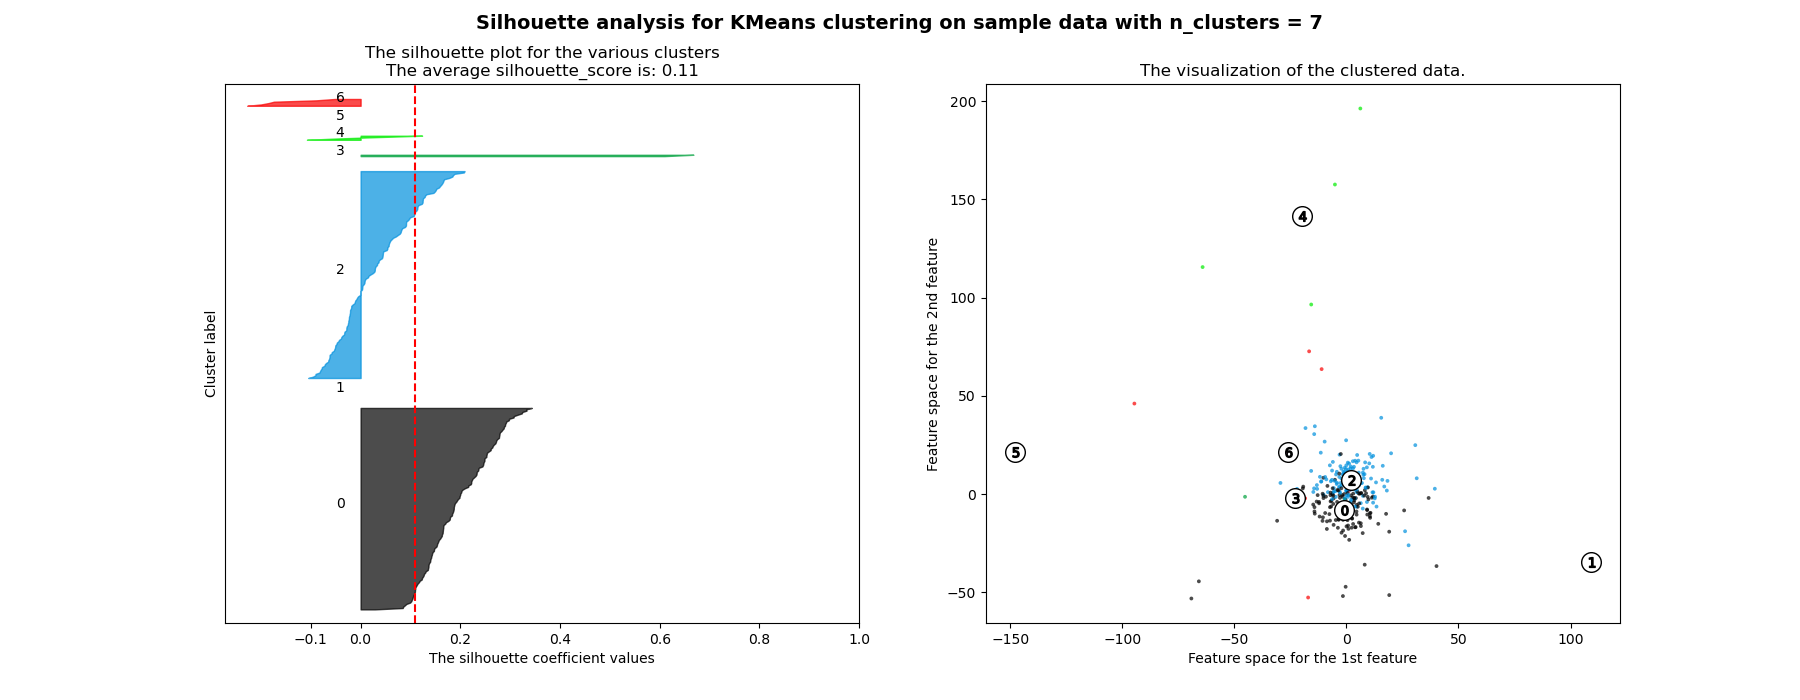 Silhouette analysis for KMeans clustering on sample data with n_clusters = 7
The silhouette plot for the various clusters
The average silhouette_score is: 0.11
6
5
4
3
2
1
0
Cluster label
−0.1 0.0 0.2 0.4 0.6 0.8 1.0
The silhouette coefficient values
The visualization of the clustered data.
200
150
100
50
0
−50
Feature space for the 2nd feature
4
5
6
2
3
0
1
−150 −100 −50 0 50 100
Feature space for the 1st feature